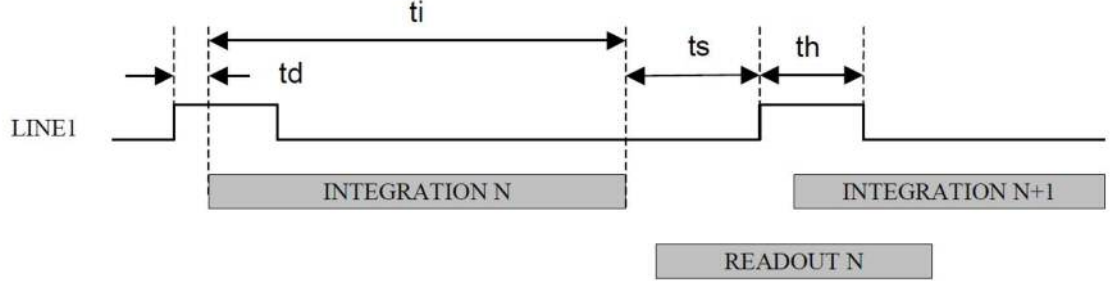 ti
ts
th
td
LINE1
INTEGRATION N
INTEGRATION N+1
READOUT N